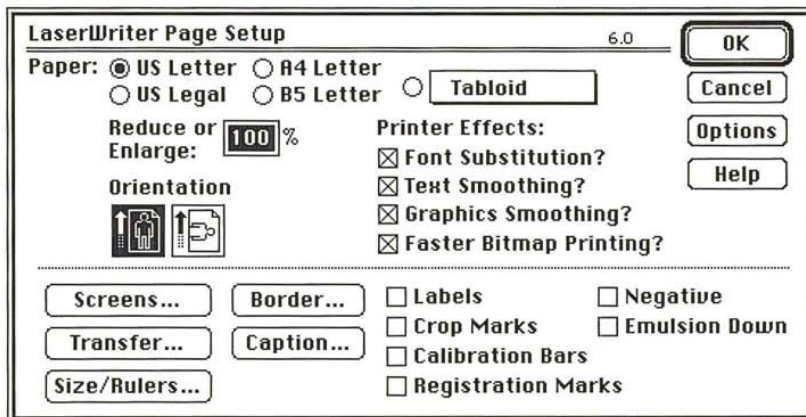 LaserWriter Page Setup 6.0 OK
Paper: US Letter A4 Letter
US Legal B5 Letter Tabloid Cancel
Reduce or Enlarge: 100 %
Printer Effects: Options
Font Substitution?
Text Smoothing? Help
Graphics Smoothing?
Faster Bitmap Printing?
Orientation
Screens... Border... Labels Negative
Transfer... Caption... Crop Marks Emulsion Down
Calibration Bars
Size/Rulers... Registration Marks